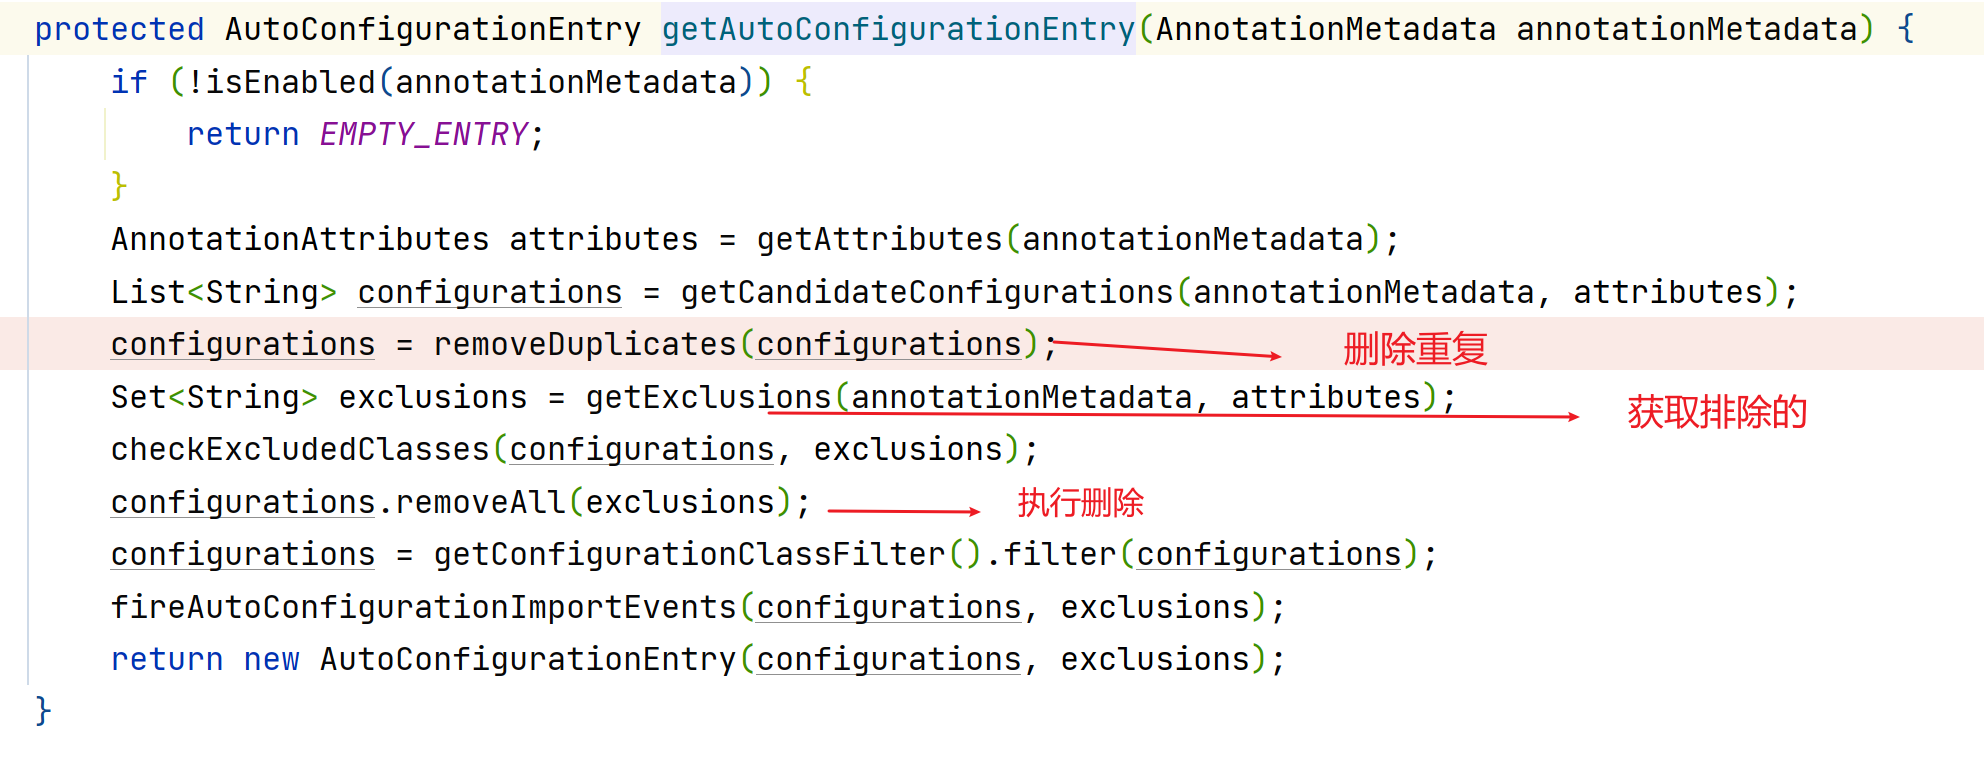 protected AutoConfigurationEntry getAutoConfigurationEntry(AnnotationMetadata annotationMetadata) {
if (!isEnabled(annotationMetadata)) {
return EMPTY_ENTRY;
}
AnnotationAttributes attributes = getAttributes(annotationMetadata);
List<String> configurations = getCandidateConfigurations(annotationMetadata, attributes);
configurations = removeDuplicates(configurations); 删除重复
Set<String> exclusions = getExclusions(annotationMetadata, attributes); 获取排除的
checkExcludedClasses(configurations, exclusions);
configurations.removeAll(exclusions); 执行删除
configurations = getConfigurationClassFilter().filter(configurations);
fireAutoConfigurationImportEvents(configurations, exclusions);
return new AutoConfigurationEntry(configurations, exclusions);
}